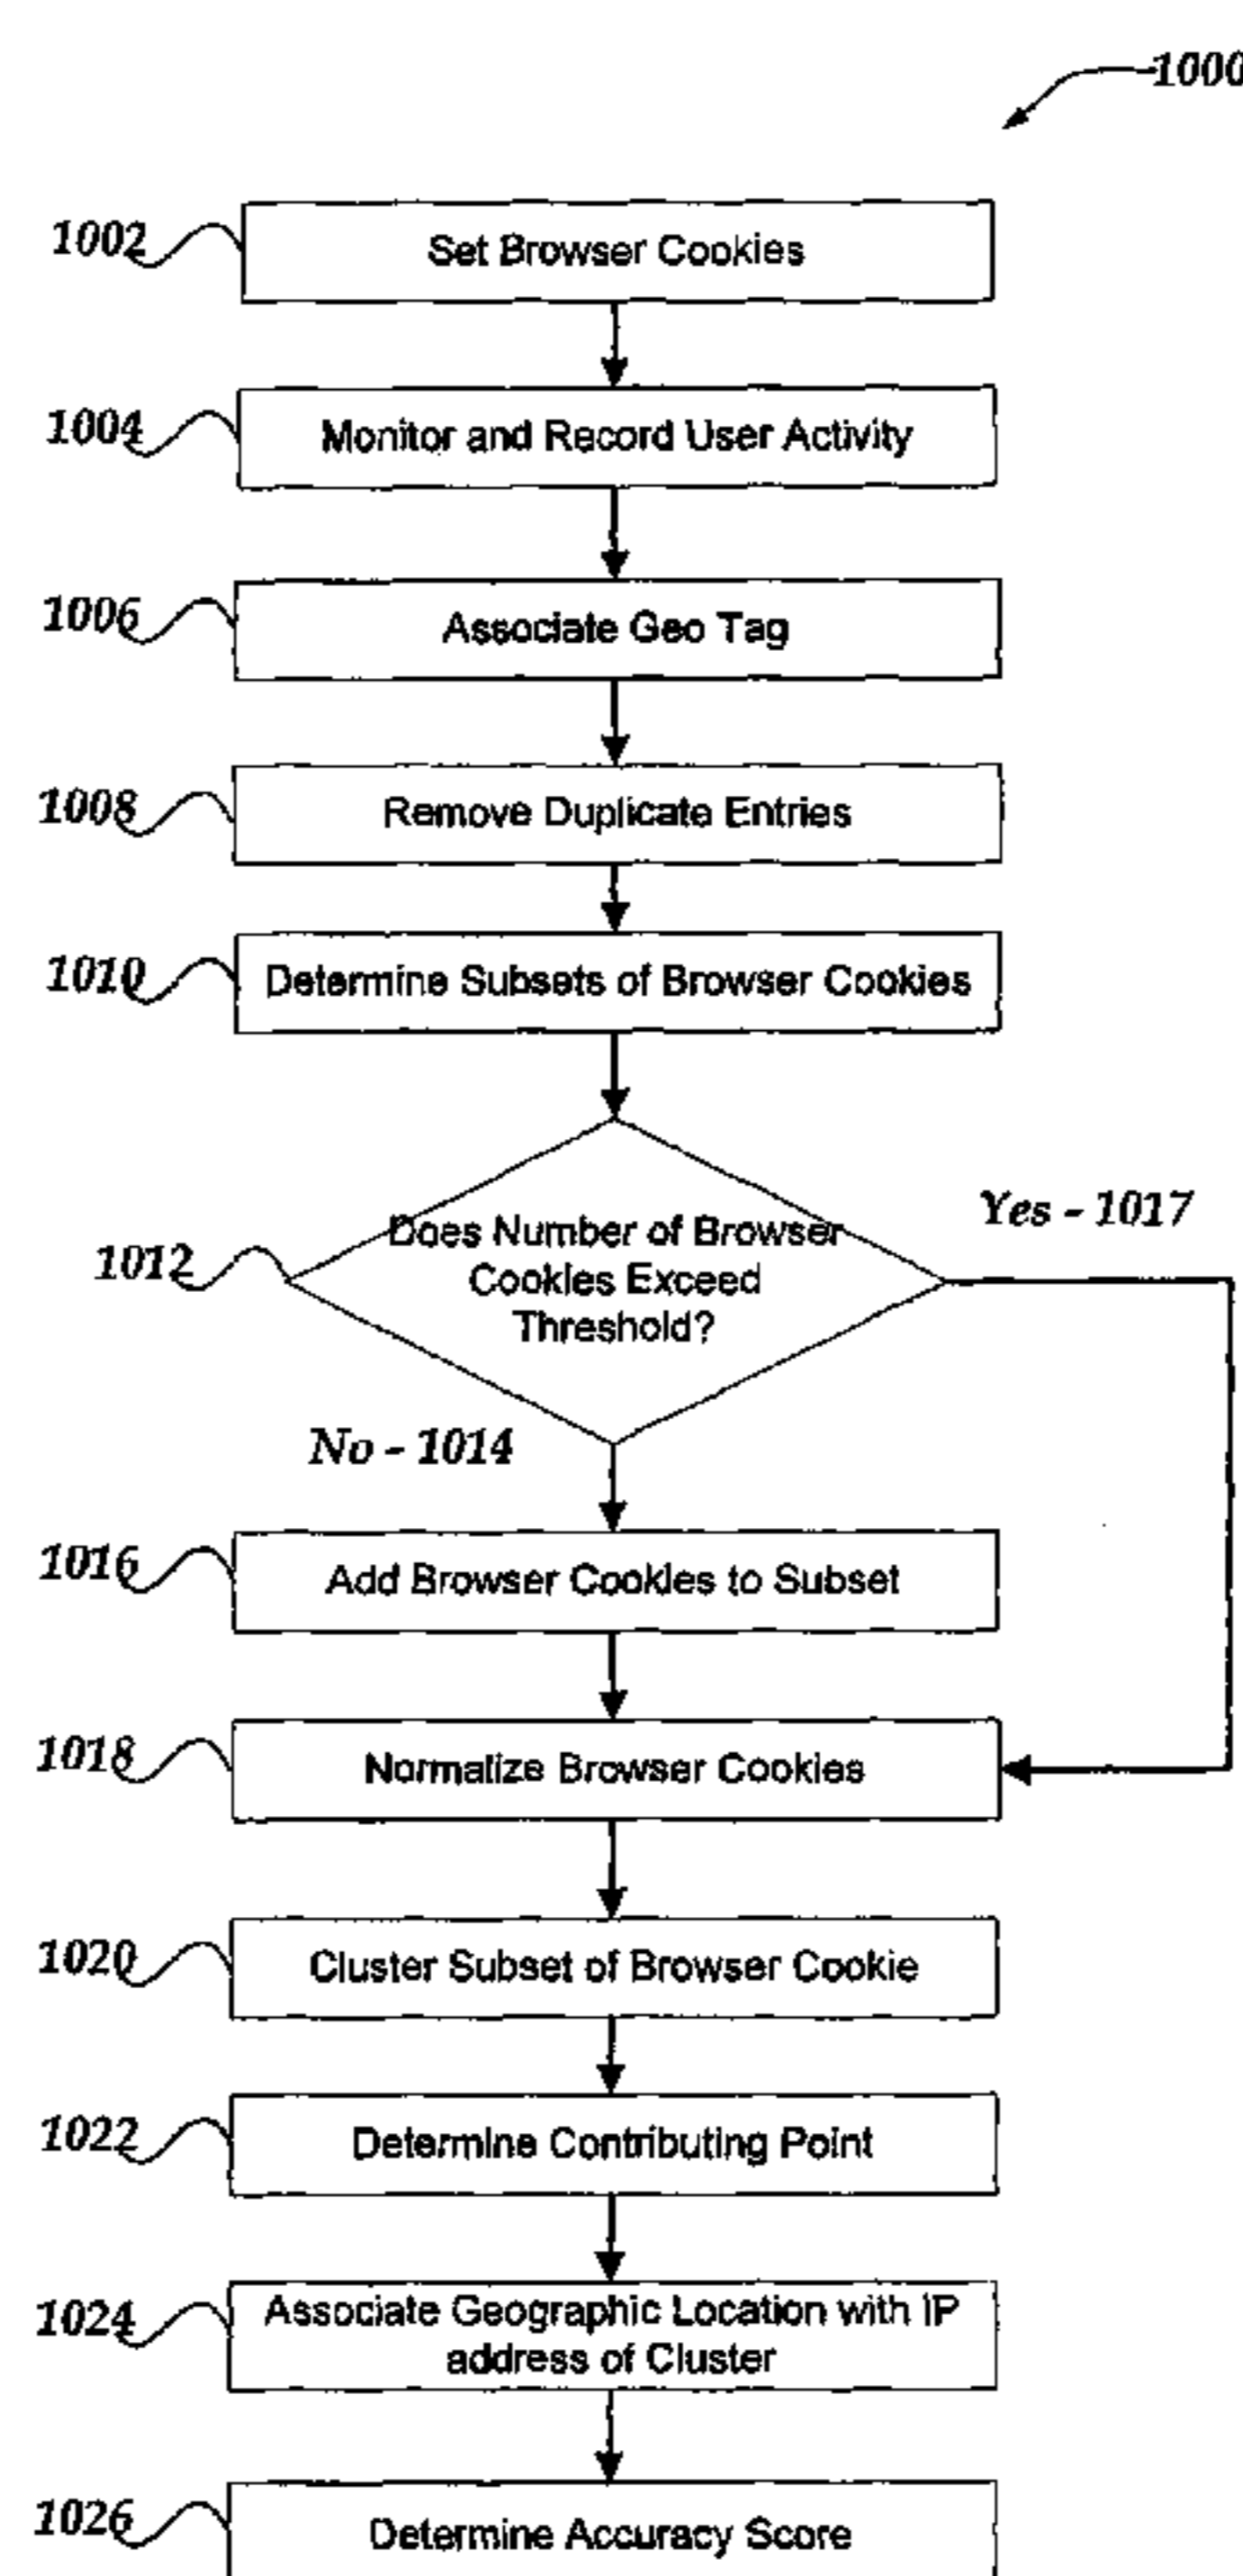 1000
1002
Set Browser Cookies
1004
Monitor and Record User Activity
1006
Associate Geo Tag
1008
Remove Duplicate Entries
1010
Determine Subsets of Browser Cookies
1012
Does Number of Browser
Cookies Exceed
Threshold?
Yes - 1017
No - 1014
1016
Add Browser Cookies to Subset
1018
Normalize Browser Cookies
1020
Cluster Subset of Browser Cookie
1022
Determine Contributing Point
1024
Associate Geographic Location with IP
address of Cluster
1026
Determine Accuracy Score